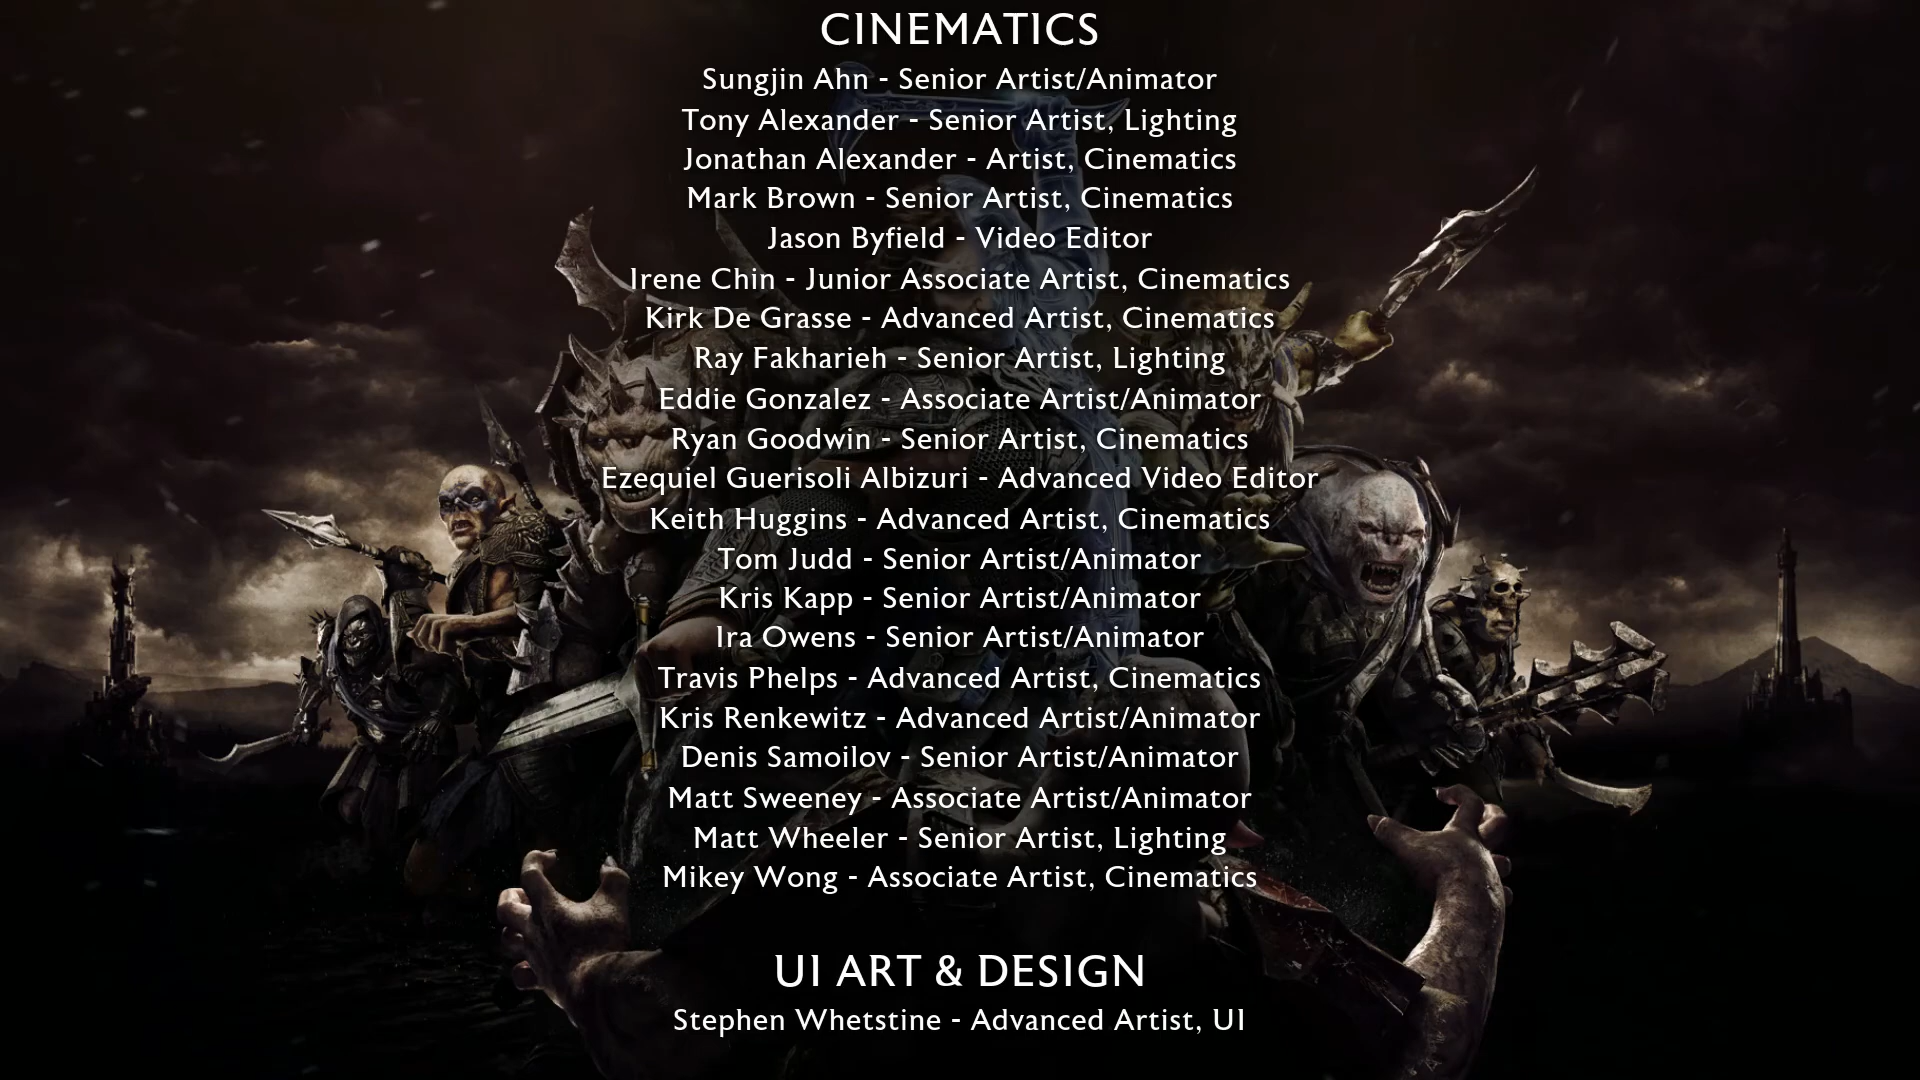 CINEMATICS
Sungjin Ahn - Senior Artist/Animator
Tony Alexander - Senior Artist, Lighting
Jonathan Alexander - Artist, Cinematics
Mark Brown - Senior Artist, Cinematics
Jason Byfield - Video Editor
Irene Chin - Junior Associate Artist, Cinematics
Kirk De Grasse - Advanced Artist, Cinematics
Ray Fakharieh - Senior Artist, Lighting
Eddie Gonzalez - Associate Artist/Animator
Ryan Goodwin - Senior Artist, Cinematics
Ezequiel Guerisoli Albizuri - Advanced Video Editor
Keith Huggins - Advanced Artist, Cinematics
Tom Judd - Senior Artist/Animator
Kris Kapp - Senior Artist/Animator
Ira Owens - Senior Artist/Animator
Travis Phelps - Advanced Artist, Cinematics
Kris Renkewitz - Advanced Artist/Animator
Denis Samoilov - Senior Artist/Animator
Matt Sweeney - Associate Artist/Animator
Matt Wheeler - Senior Artist, Lighting
Mikey Wong - Associate Artist, Cinematics
UI ART & DESIGN
Stephen Whetstine - Advanced Artist, UI